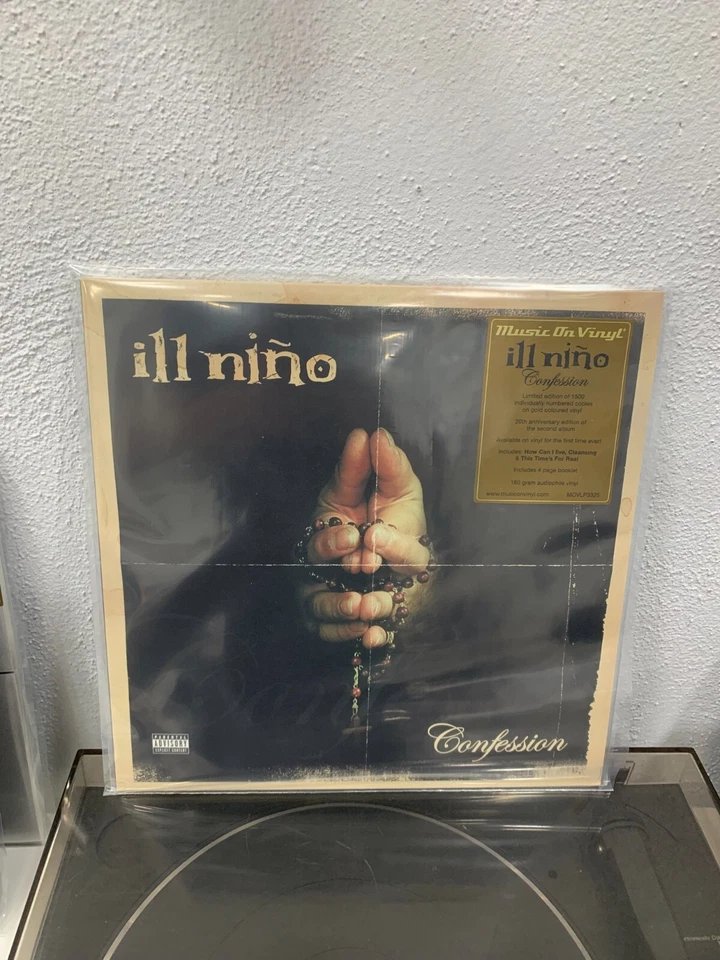 ill niño
Music On Vinyl
ill niño
Confession
Limited edition of 1500
individually numbered copies
on gold coloured vinyl
20th anniversary edition of
the second album
Available on vinyl for the first time ever!
Includes: How Can I live, Cleansing
& This Time's For Real
Includes 4 page booklet
180 gram audiophile vinyl
www.musiconvinyl.com MOVLP3325
PARENTAL
ADVISORY
EXPLICIT CONTENT
Confession